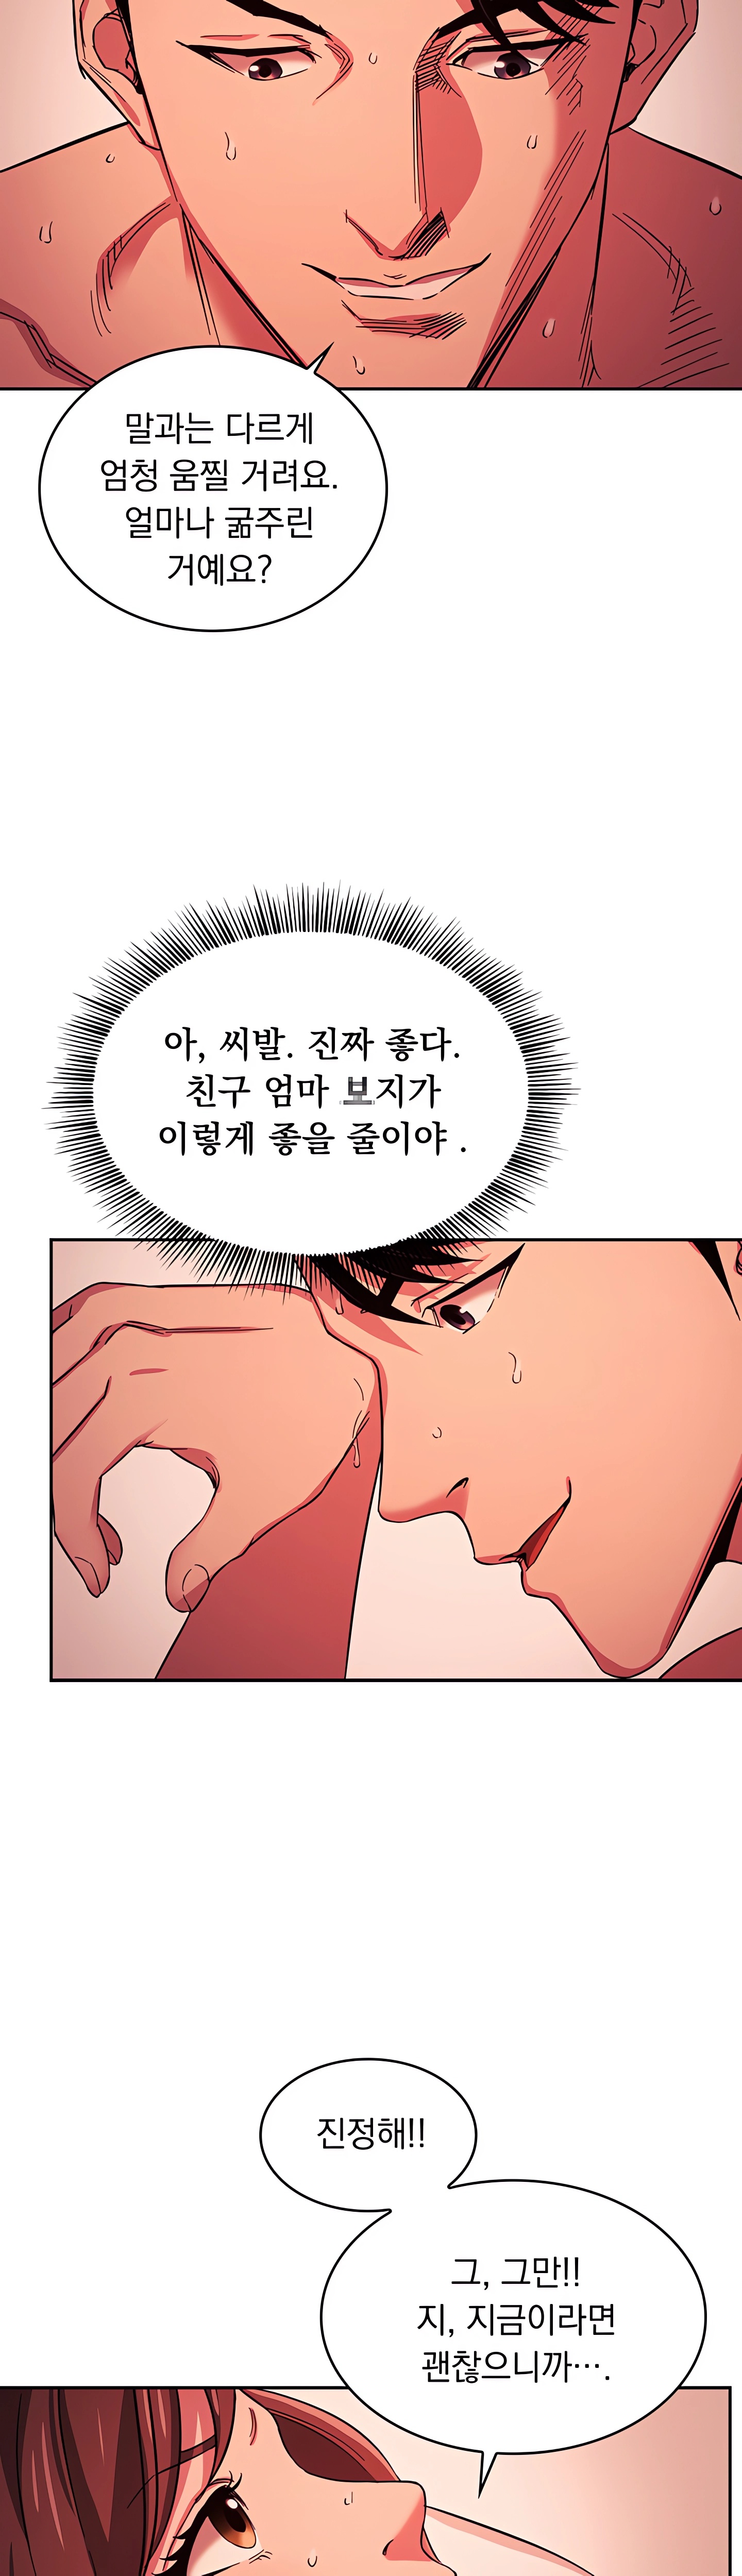 말과는 다르게
엄청 움찔 거려요.
얼마나 굶주린
거예요?
아, 씨발. 진짜 좋다.
친구 엄마 보지가
이렇게 좋을 줄이야 .
진정해!!
그, 그만!!
지, 지금이라면
괜찮으니까….